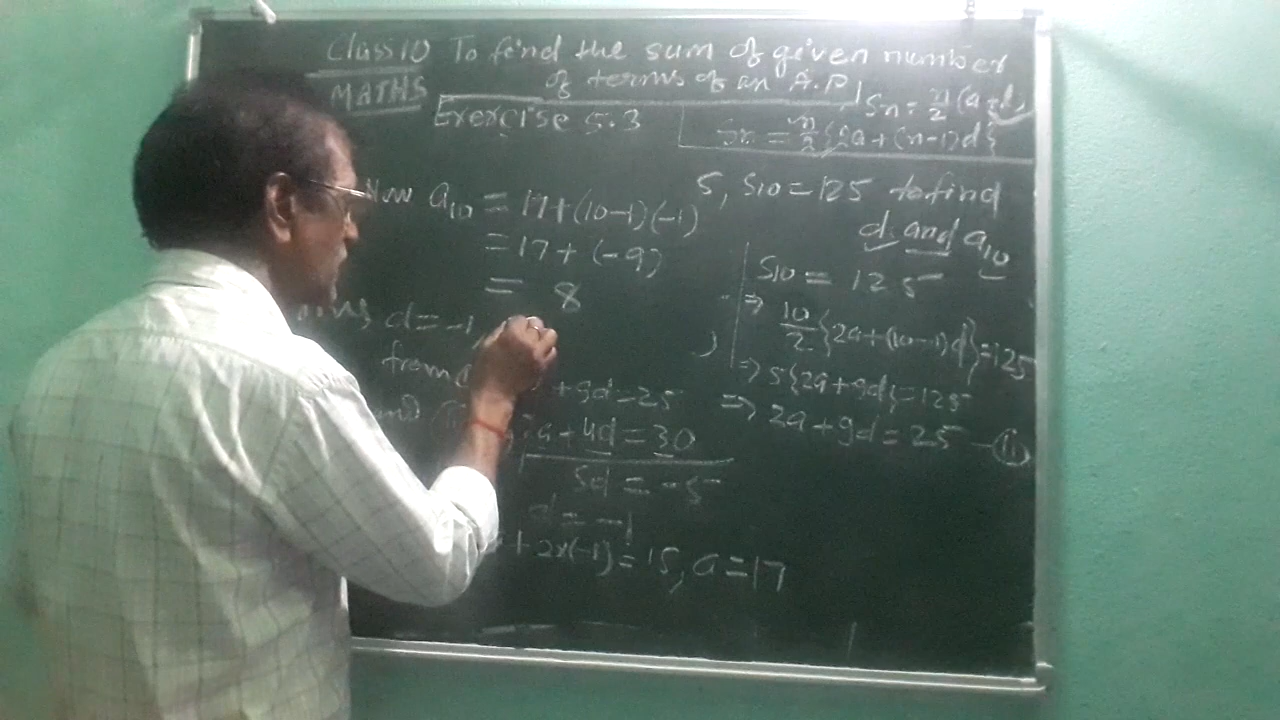 Class 10 To find the sum of given number
MATHS of terms of an A.P.
Sn = n/2 (a + l)
Exercise 5.3
Sn = n/2 {2a + (n-1)d}
5, S10 = 125 to find
d and a10
Now a10 = 17 + (10-1)(-1)
= 17 + (-9)
= 8
d = -1,
from
and
+ 9d = 25
2a + 4d = 30
5d = -5
d = -1
+ 2x(-1) = 15, a = 17
S10 = 125
⇒ 10/2 {2a + (10-1)d} = 125
⇒ 5{2a + 9d} = 125
⇒ 2a + 9d = 25 - (ii)